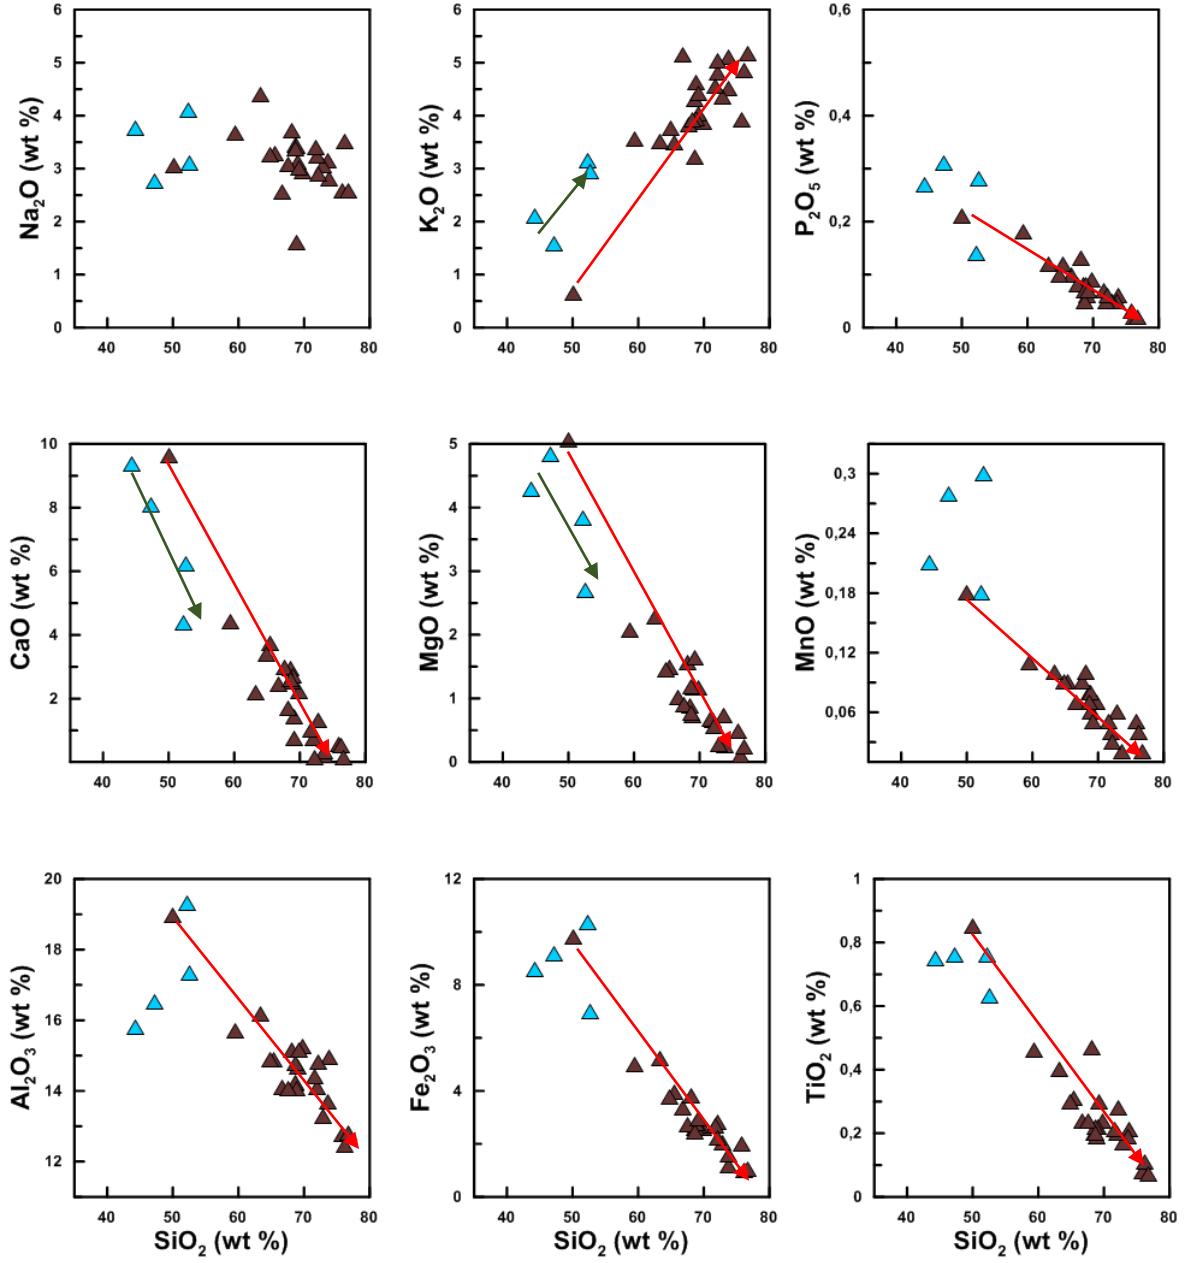 6
5
4
3
2
1
0
Na₂O (wt %)
40 50 60 70 80
6
5
4
3
2
1
0
K₂O (wt %)
40 50 60 70 80
0,6
0,4
0,2
0
P₂O₅ (wt %)
40 50 60 70 80
10
8
6
4
2
CaO (wt %)
40 50 60 70 80
5
4
3
2
1
0
MgO (wt %)
40 50 60 70 80
0,3
0,24
0,18
0,12
0,06
MnO (wt %)
40 50 60 70 80
20
18
16
14
12
Al₂O₃ (wt %)
40 50 60 70 80
SiO₂ (wt %)
12
8
4
0
Fe₂O₃ (wt %)
40 50 60 70 80
SiO₂ (wt %)
1
0,8
0,6
0,4
0,2
0
TiO₂ (wt %)
40 50 60 70 80
SiO₂ (wt %)